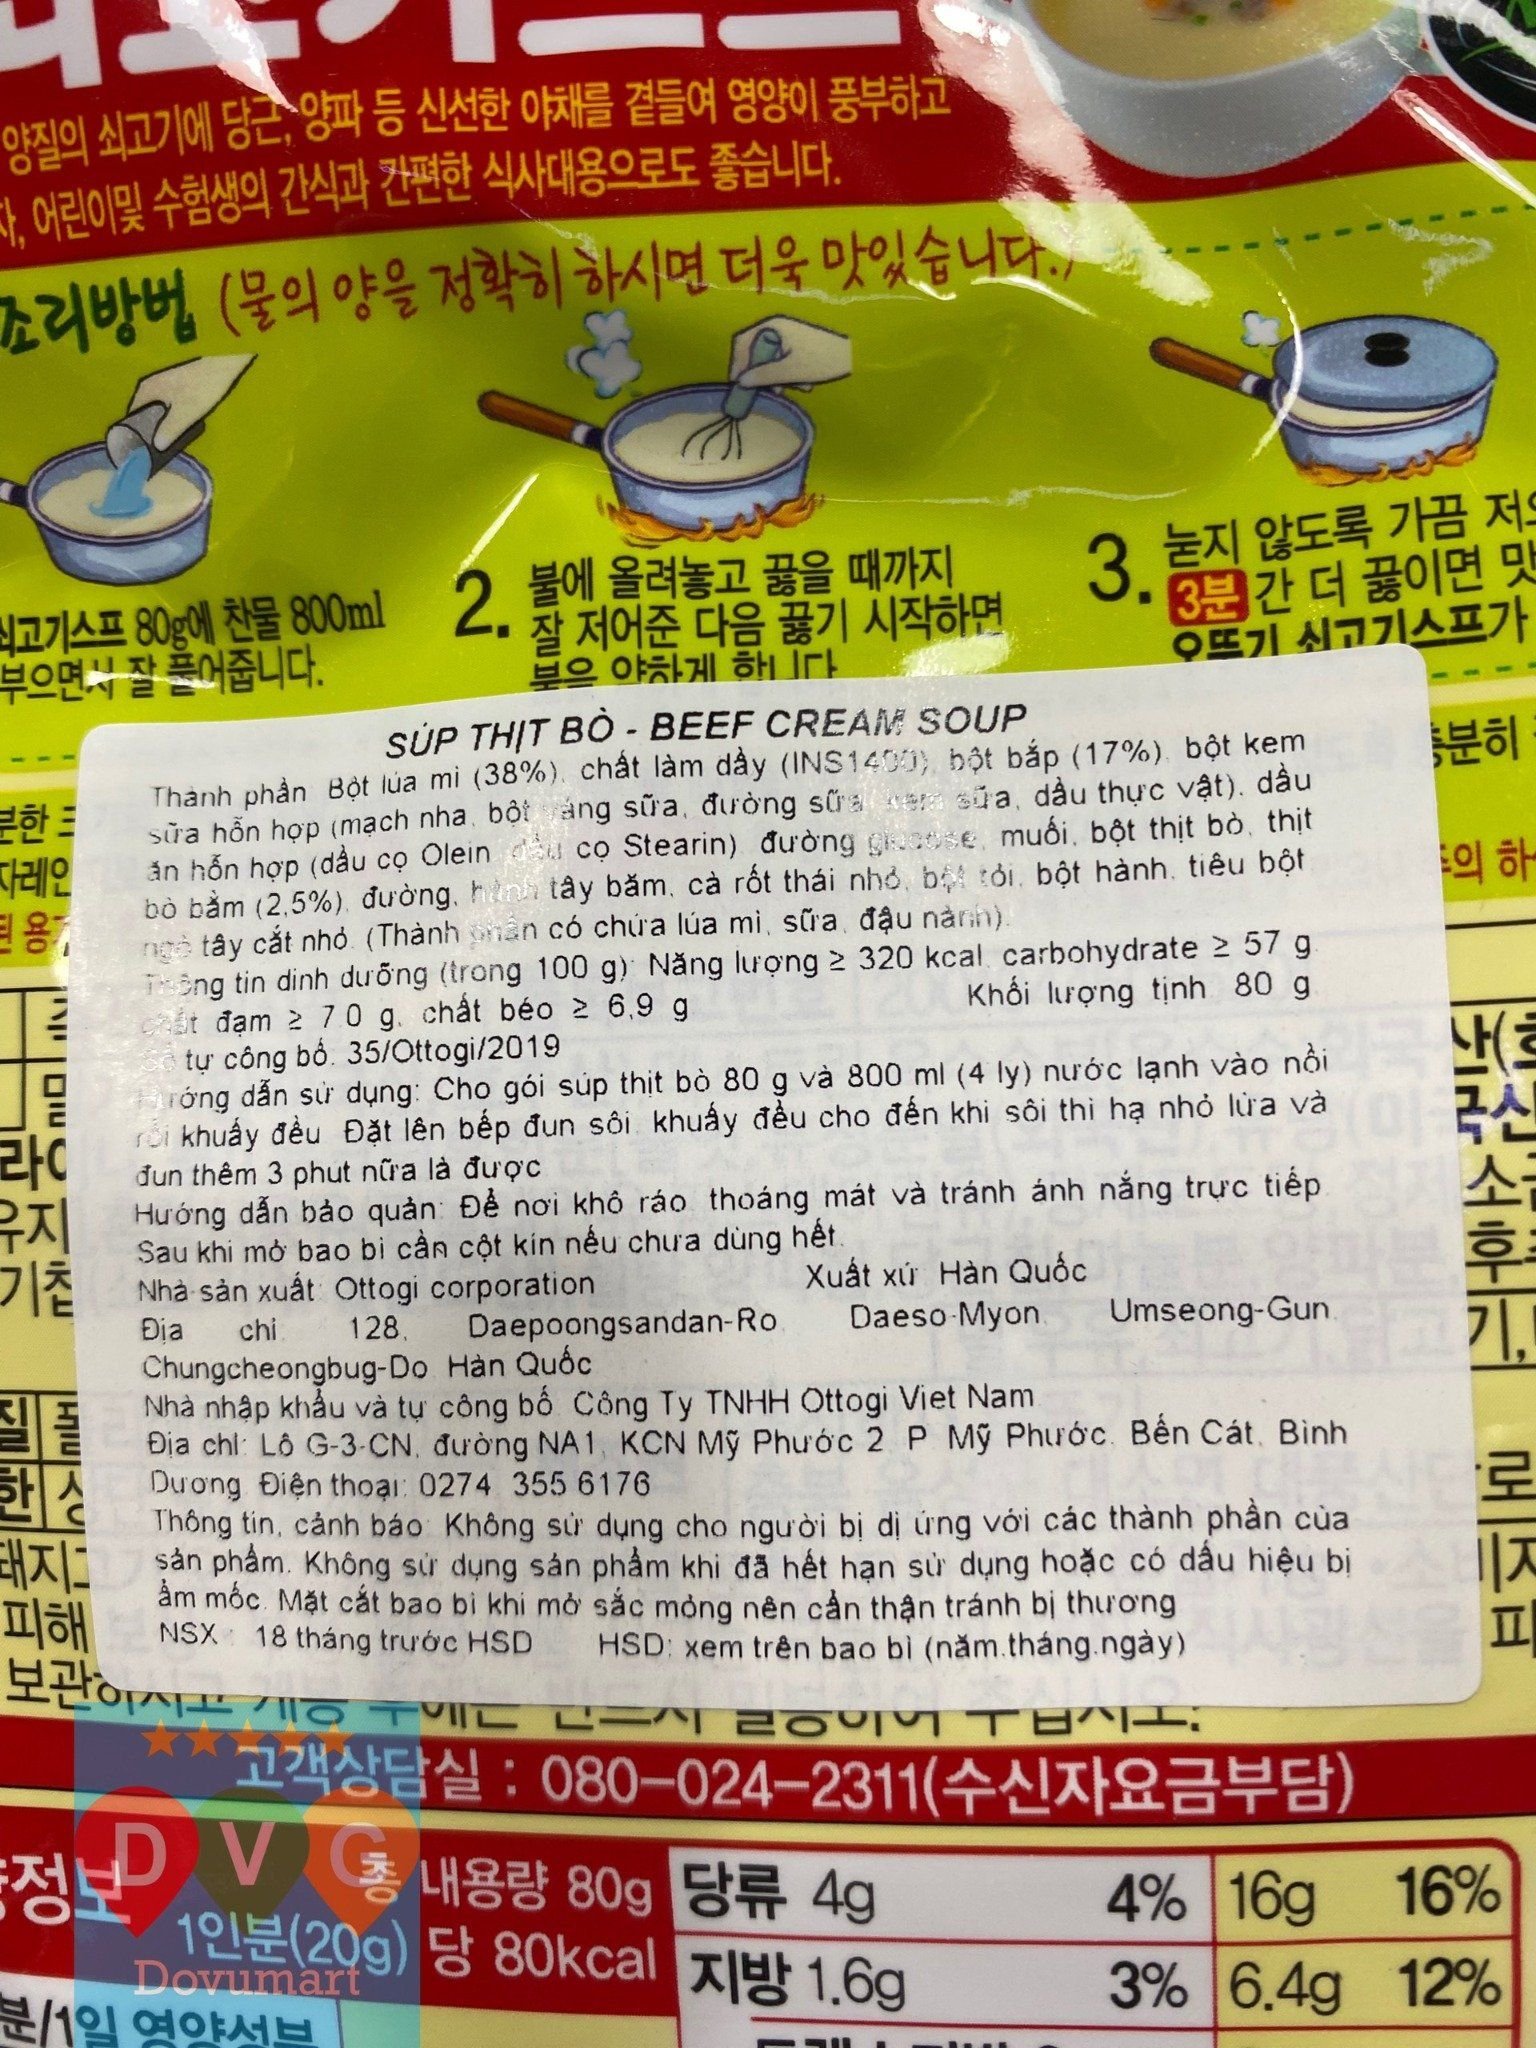 양질의 쇠고기에 당근, 양파 등 신선한 야채를 곁들여 영양이 풍부하고
어린이및 수험생의 간식과 간편한 식사대용으로도 좋습니다.
조리방법 (물의 양을 정확히 하시면 더욱 맛있습니다.)
쇠고기스프 80g에 찬물 800ml
부으면서 잘 풀어줍니다.
2. 불에 올려놓고 끓을 때까지
잘 저어준 다음 끓기 시작하면
불을 약하게 합니다
3. 눋지 않도록 가끔
3분간 더 끓이면
오뚜기 쇠고기스프가
SÚP THỊT BÒ - BEEF CREAM SOUP
Thành phần Bột lúa mì (38%), chất làm dầy (INS1400), bột bắp (17%), bột kem
sữa hỗn hợp (mạch nha, bột váng sữa, đường sữa, kem sữa, dầu thực vật), dầu
ăn hỗn hợp (dầu cọ Olein, dầu cọ Stearin), đường glucose, muối, bột thịt bò, thịt
bò bằm (2,5%), đường, hành tây băm, cà rốt thái nhỏ, bột tỏi, bột hành, tiêu bột
ngò tây cắt nhỏ. (Thành phần có chứa lúa mì, sữa, đậu nành).
Thông tin dinh dưỡng (trong 100 g): Năng lượng ≥ 320 kcal, carbohydrate ≥ 57 g
chất đạm ≥ 7.0 g, chất béo ≥ 6,9 g Khối lượng tịnh 80 g
Số tự công bố: 35/Ottogi/2019
Hướng dẫn sử dụng: Cho gói súp thịt bò 80 g và 800 ml (4 ly) nước lạnh vào nồi
rồi khuấy đều. Đặt lên bếp đun sôi, khuấy đều cho đến khi sôi thì hạ nhỏ lửa và
đun thêm 3 phút nữa là được
Hướng dẫn bảo quản: Để nơi khô ráo, thoáng mát và tránh ánh nắng trực tiếp
Sau khi mở bao bì cần cột kín nếu chưa dùng hết.
Nhà sản xuất: Ottogi corporation Xuất xứ: Hàn Quốc
Địa chỉ 128, Daepoongsandan-Ro, Daeso-Myon, Umseong-Gun,
Chungcheongbug-Do, Hàn Quốc
Nhà nhập khẩu và tự công bố: Công Ty TNHH Ottogi Viet Nam
Địa chỉ: Lô G-3-CN, đường NA1, KCN Mỹ Phước 2, P. Mỹ Phước, Bến Cát, Bình
Dương Điện thoại: 0274 355 6176
Thông tin, cảnh báo: Không sử dụng cho người bị dị ứng với các thành phần của
sản phẩm. Không sử dụng sản phẩm khi đã hết hạn sử dụng hoặc có dấu hiệu bị
ẩm mốc. Mặt cắt bao bì khi mở sắc mỏng nên cẩn thận tránh bị thương
NSX : 18 tháng trước HSD HSD: xem trên bao bì (năm.tháng.ngày)
고객상담실 : 080-024-2311(수신자요금부담)
총 내용량 80g
1인분(20g) 당 80kcal
당류 4g 4% 16g 16%
지방 1.6g 3% 6.4g 12%
D V G
Dovumart